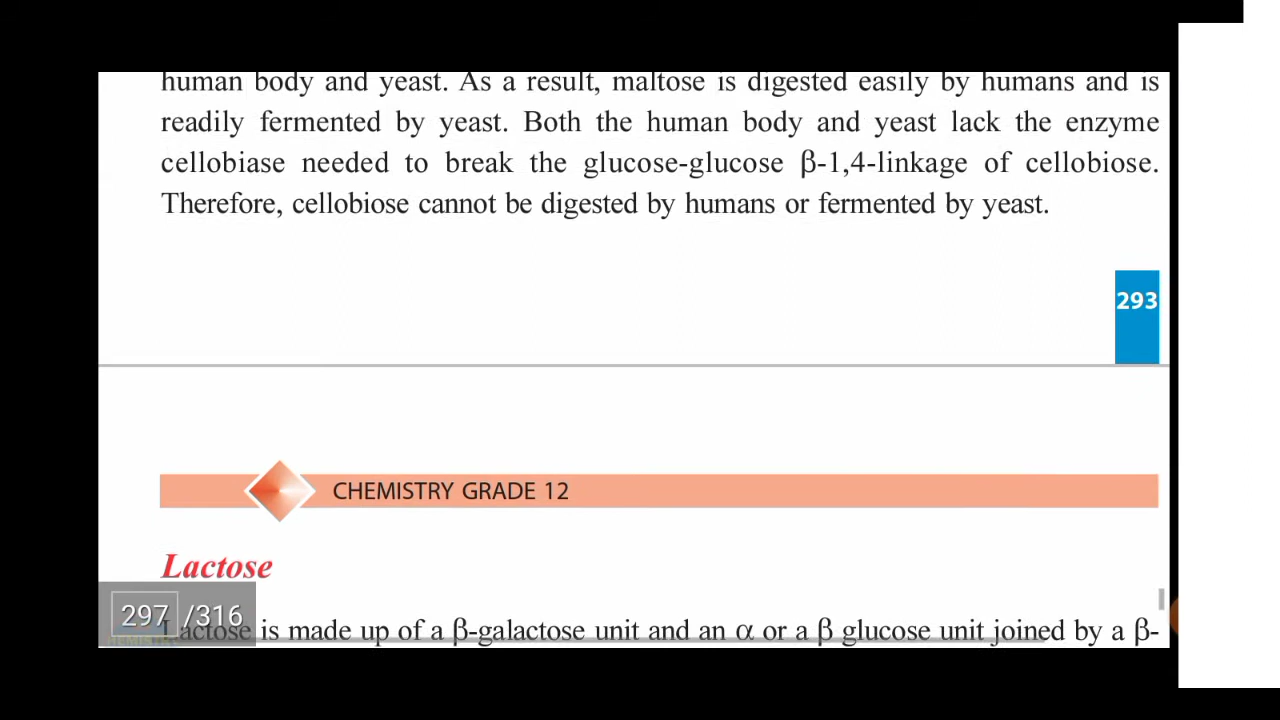 human body and yeast. As a result, maltose is digested easily by humans and is
readily fermented by yeast. Both the human body and yeast lack the enzyme
cellobiase needed to break the glucose-glucose β-1,4-linkage of cellobiose.
Therefore, cellobiose cannot be digested by humans or fermented by yeast.
293
CHEMISTRY GRADE 12
Lactose
297 /316
Lactose is made up of a β-galactose unit and an α or a β glucose unit joined by a β-